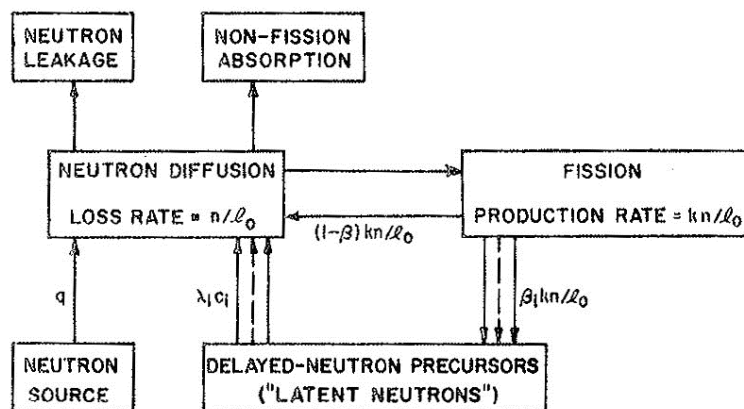 NEUTRON
LEAKAGE
NON-FISSION
ABSORPTION
NEUTRON DIFFUSION
LOSS RATE = n/ℓ₀
FISSION
PRODUCTION RATE = kn/ℓ₀
(1-β)kn/ℓ₀
q
λᵢcᵢ
βᵢkn/ℓ₀
NEUTRON
SOURCE
DELAYED-NEUTRON PRECURSORS
("LATENT NEUTRONS")